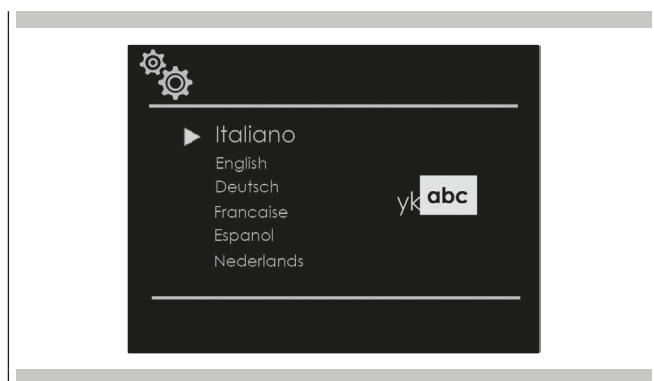 Italiano
English
Deutsch
Francaise
Espanol
Nederlands
yk abc